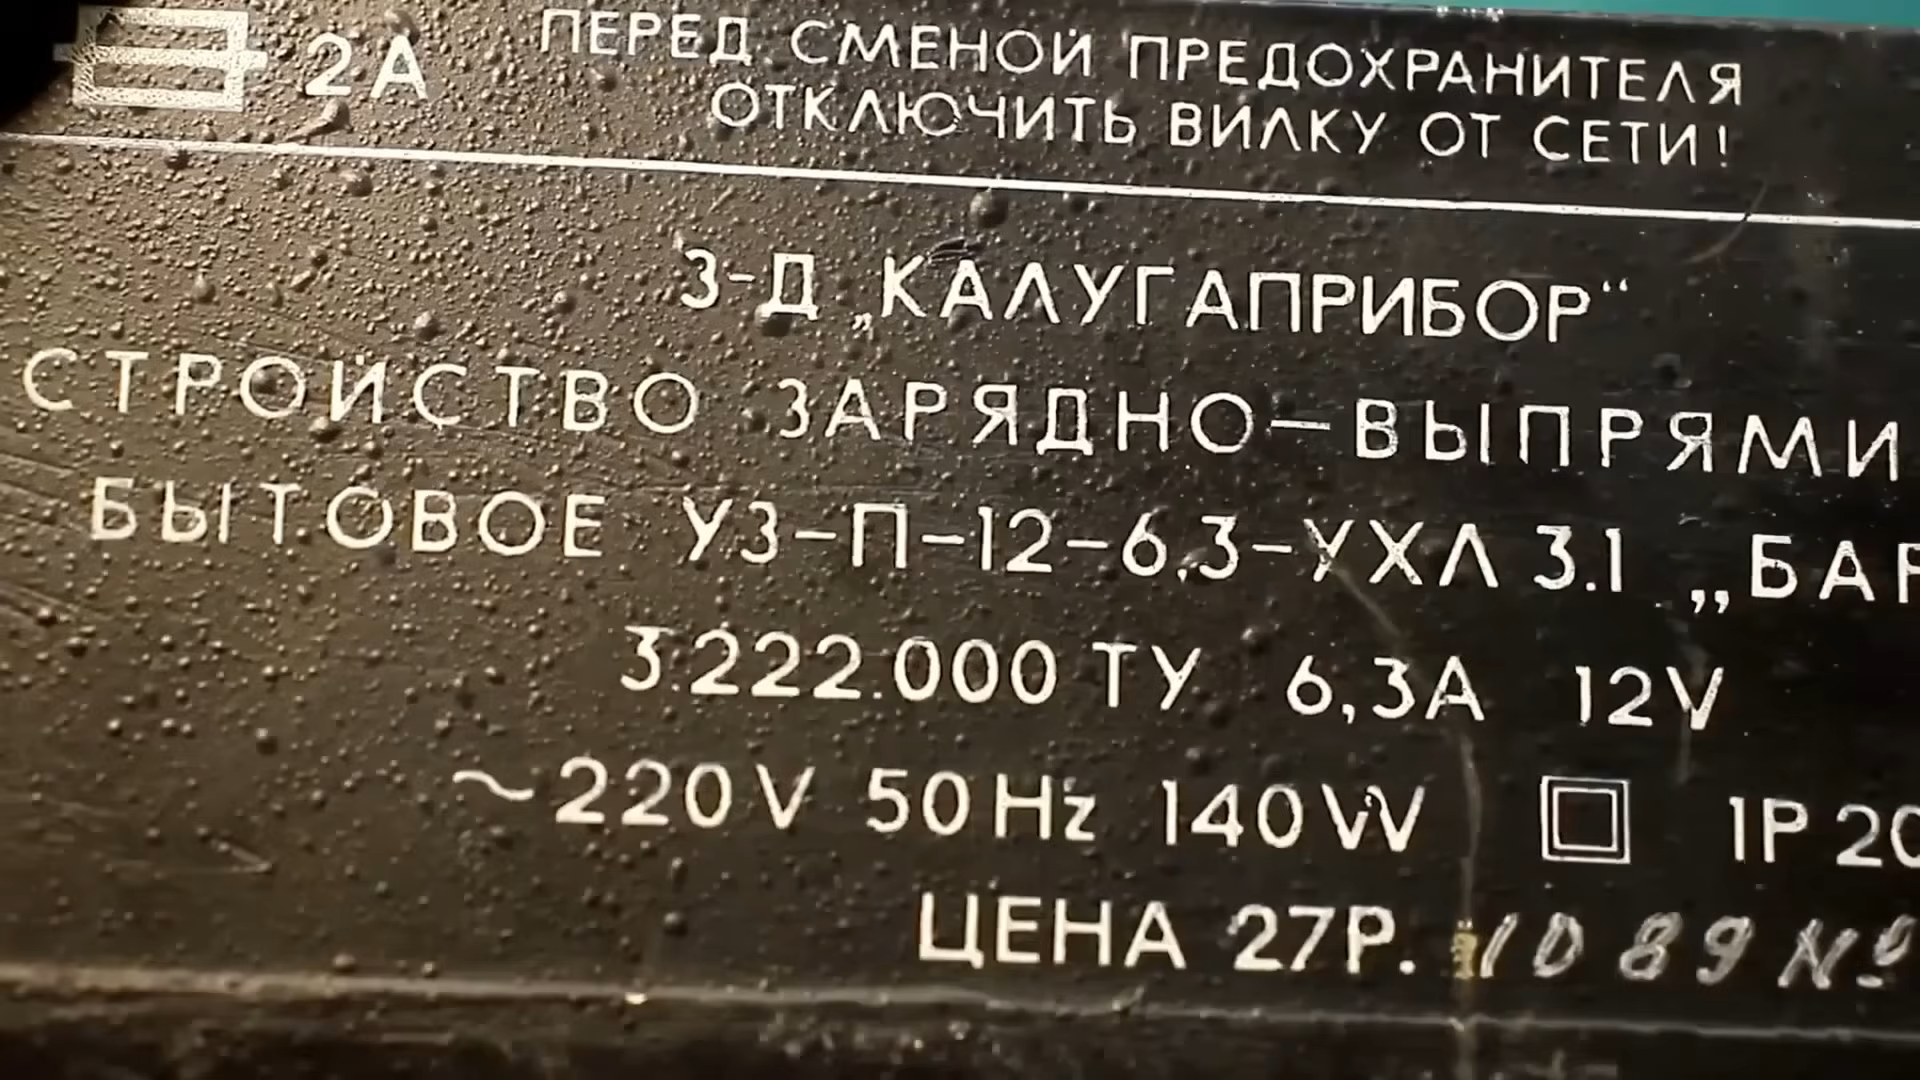 2А
ПЕРЕД СМЕНОЙ ПРЕДОХРАНИТЕЛЯ
ОТКЛЮЧИТЬ ВИЛКУ ОТ СЕТИ!
З-Д „КАЛУГАПРИБОР“
СТРОЙСТВО ЗАРЯДНО-ВЫПРЯМИ
БЫТОВОЕ УЗ-П-12-6,3-УХЛ 3.1 „БАР
3.222.000 ТУ 6,3А 12V
~220V 50Hz 140W IP 20
ЦЕНА 27Р. 1089 №